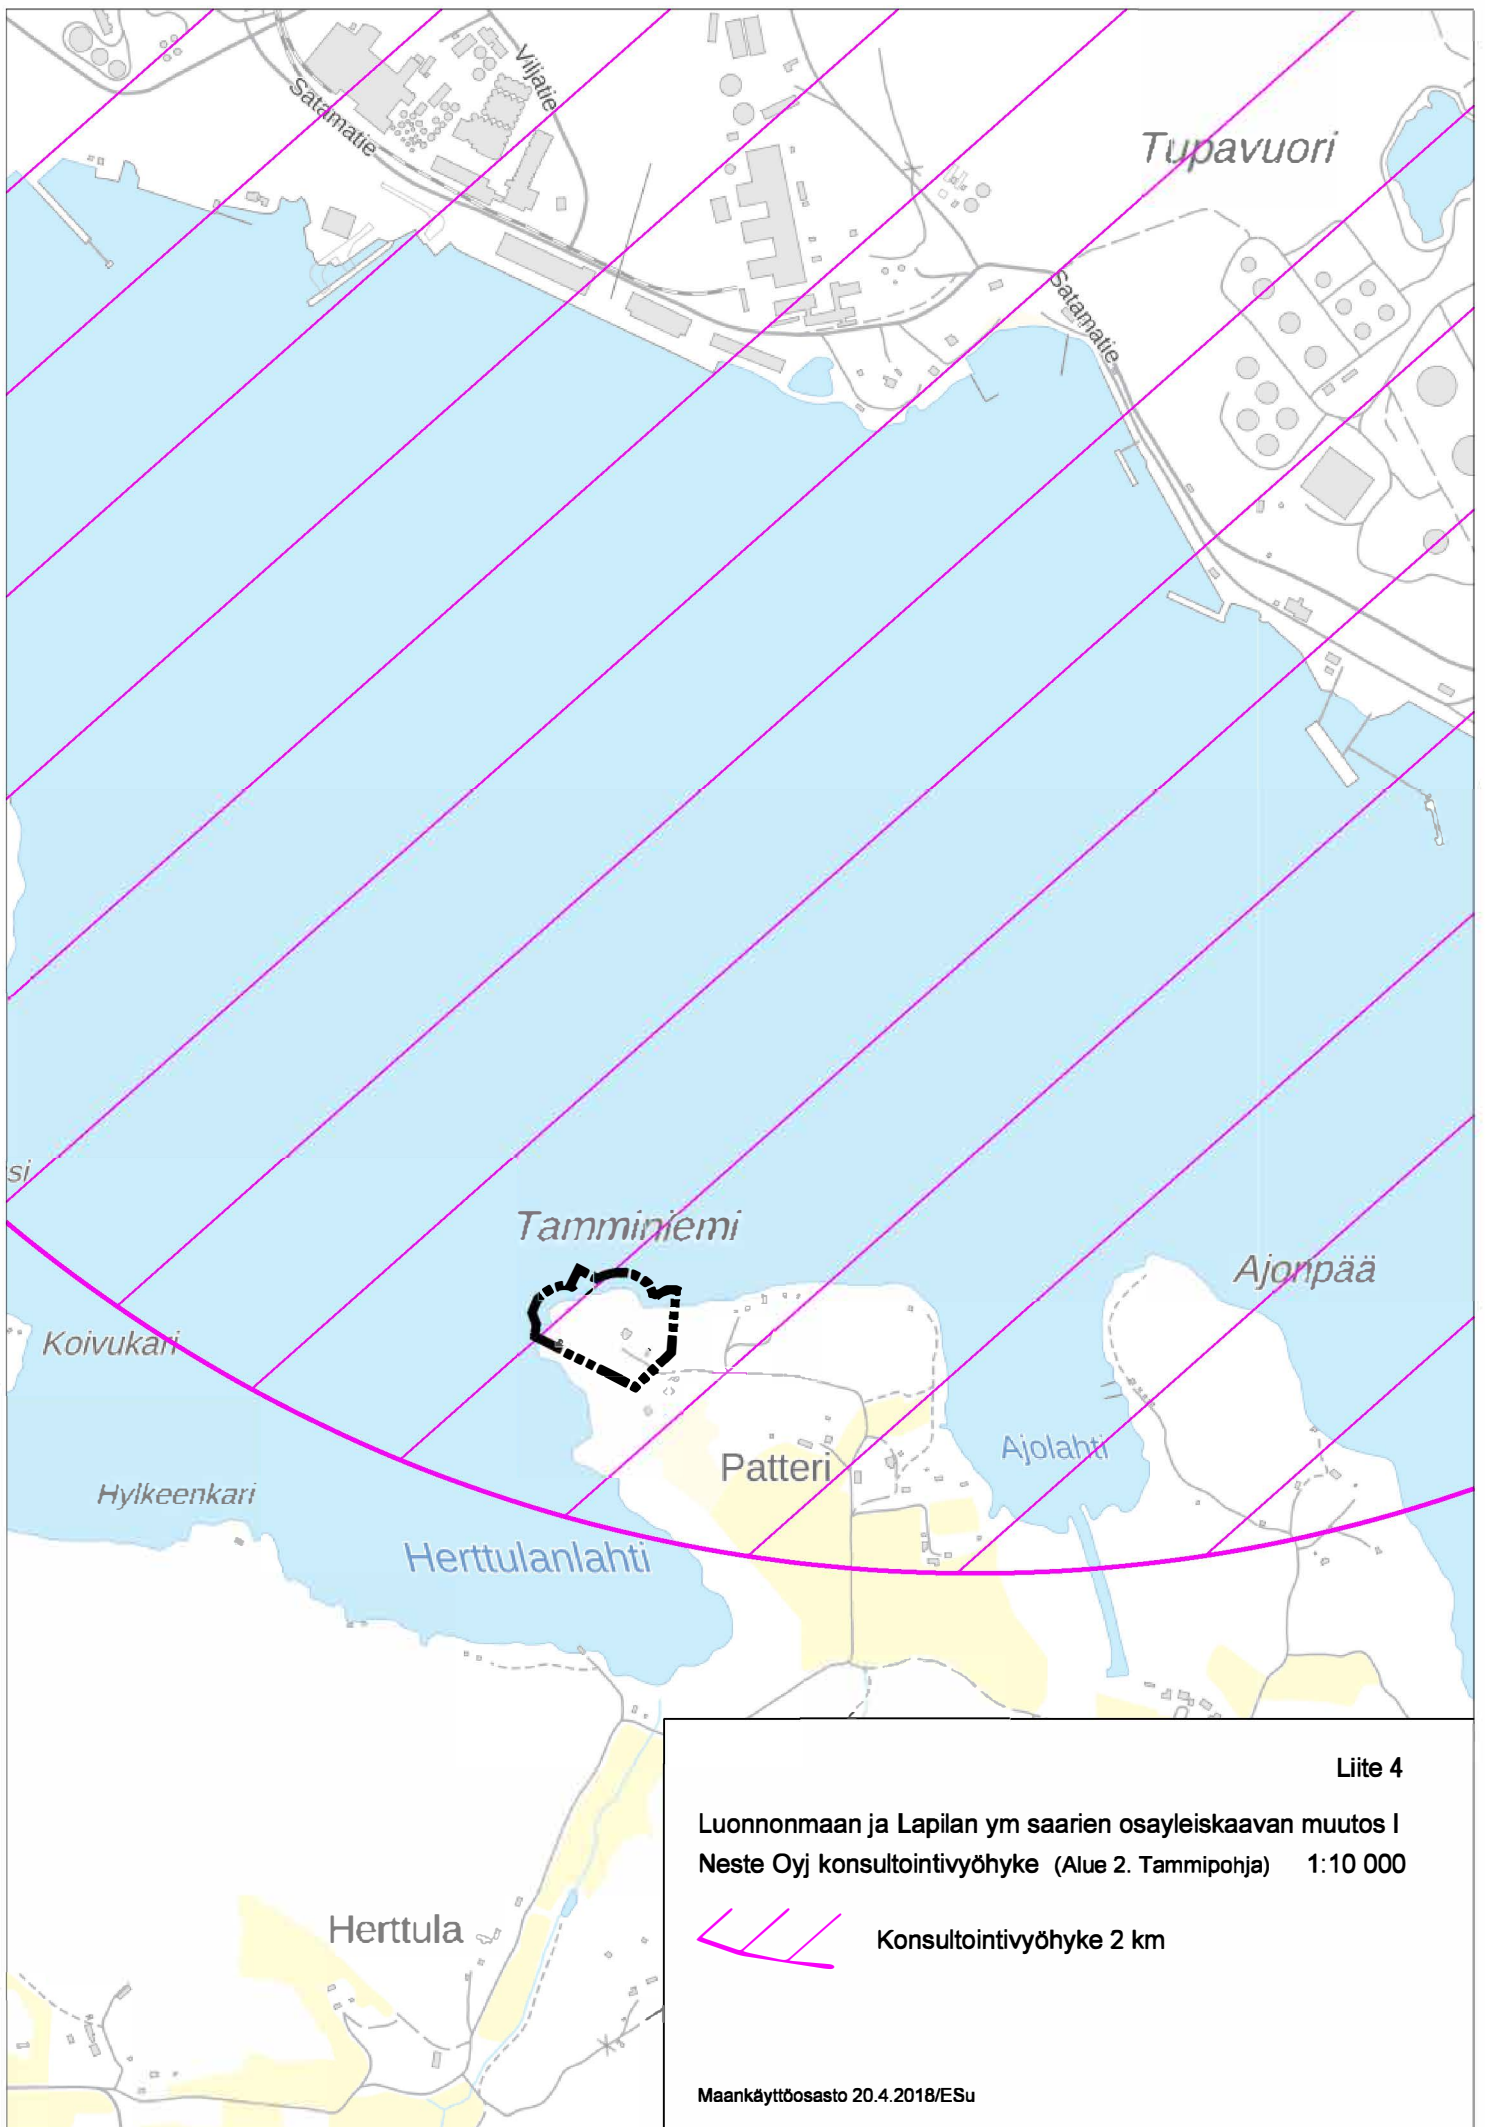 Viljatie
Satamatie
Tupavuori
Satamatie
si
Tamminiemi
Ajonpää
Koivukari
Ajolahti
Patteri
Hylkeenkari
Herttulanlahti
Liite 4
Luonnonmaan ja Lapilan ym saarien osayleiskaavan muutos I
Neste Oyj konsultointivyöhyke (Alue 2. Tammipohja) 1:10 000
Konsultointivyöhyke 2 km
Herttula
Maankäyttöosasto 20.4.2018/ESu